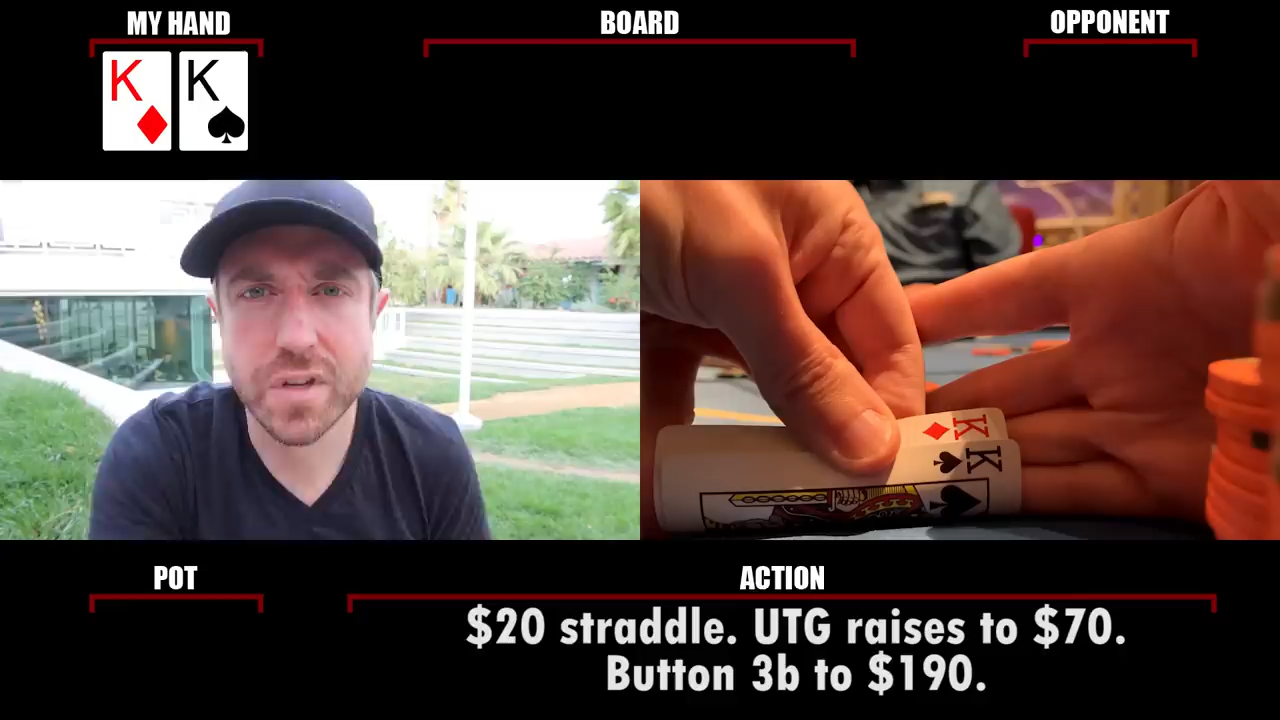 MY HAND
BOARD
OPPONENT
K K
K
K
POT
ACTION
$20 straddle. UTG raises to $70.
Button 3b to $190.